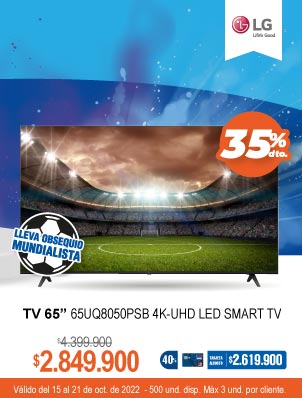 LG
Life's Good
35%
dto.
LLEVA OBSEQUIO
MUNDIALISTA
TV 65” 65UQ8050PSB 4K-UHD LED SMART TV
$4.399.900
$2.849.900
40%
TARJETA
$2.619.900
Válido del 15 al 21 de oct. de 2022 - 500 und. disp. Máx 3 und. por cliente.